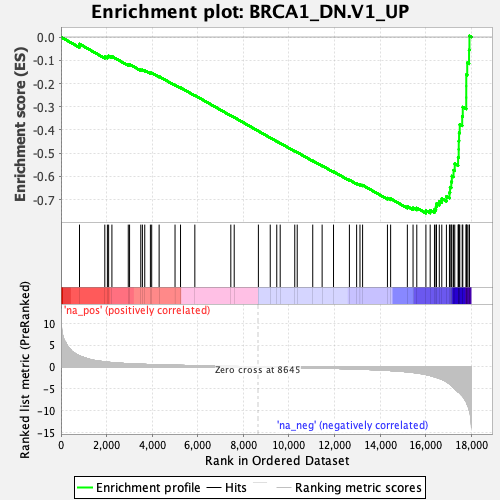 Enrichment plot: BRCA1_DN.V1_UP
Enrichment score (ES)
0.0
-0.1
-0.2
-0.3
-0.4
-0.5
-0.6
-0.7
'na_pos' (positively correlated)
Ranked list metric (PreRanked)
10
5
0
-5
-10
-15
Zero cross at 8645
'na_neg' (negatively correlated)
0 2,000 4,000 6,000 8,000 10,000 12,000 14,000 16,000 18,000
Rank in Ordered Dataset
Enrichment profile Hits Ranking metric scores